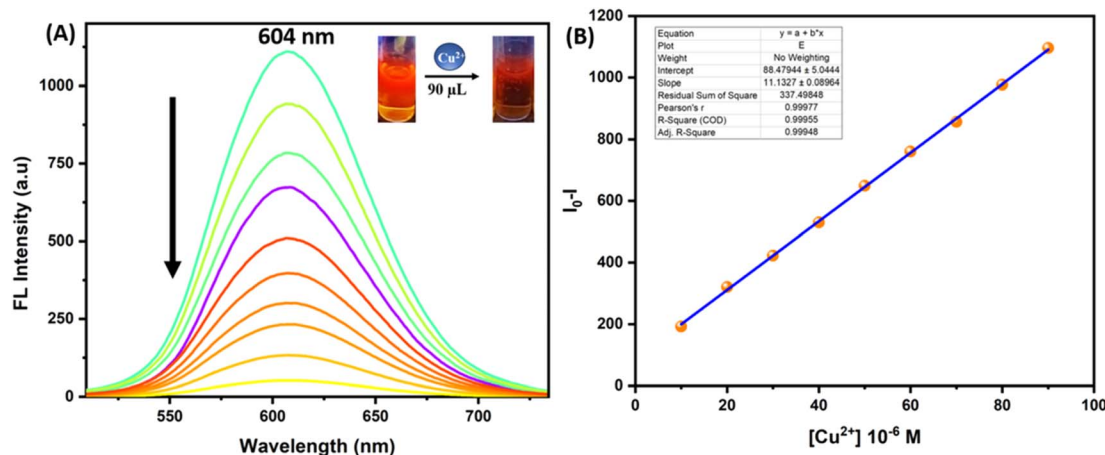 (A)
604 nm
Cu2+
90 µL
FL Intensity (a.u)
1250
1000
750
500
250
0
550
600
650
700
Wavelength (nm)
(B)
Equation y = a + b*x
Plot E
Weight No Weighting
Intercept 88.47944 ± 5.0444
Slope 11.1327 ± 0.08964
Residual Sum of Square 337.49848
Pearson's r 0.99977
R-Square (COD) 0.99955
Adj. R-Square 0.99948
I0-I
1200
1000
800
600
400
200
0
0
20
40
60
80
100
[Cu2+] 10-6 M